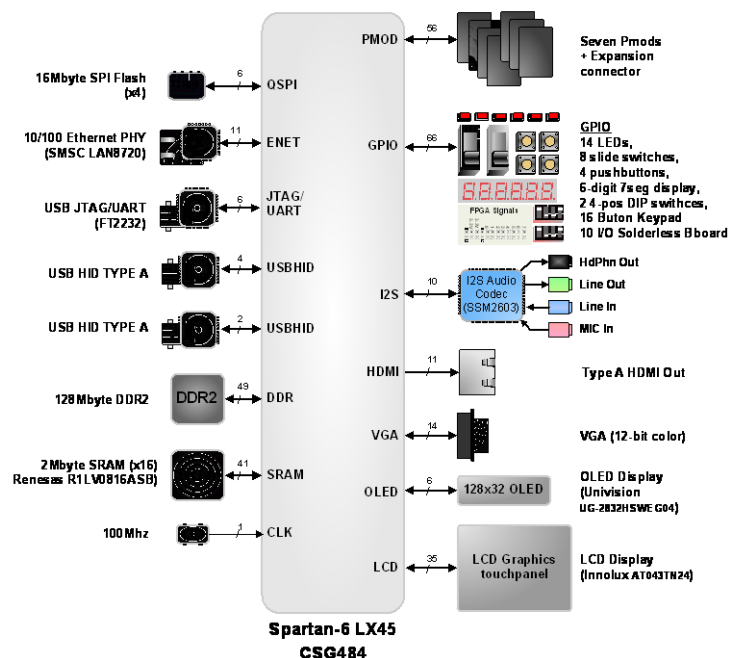 16Mbyte SPI Flash
(x4)
6
QSPI
10/100 Ethernet PHY
(SMSC LAN8720)
11
ENET
USB JTAG/UART
(FT2232)
6
JTAG/
UART
USB HID TYPE A
4
USBHID
USB HID TYPE A
2
USBHID
128Mbyte DDR2
DDR2
49
DDR
2Mbyte SRAM (x16)
Renesas R1LV0816ASB
41
SRAM
100Mhz
1
CLK
PMOD
56
Seven Pmods
+ Expansion
connector
GPIO
66
FPGA Signals
GPIO
14 LEDs,
8 slide switches,
4 pushbuttons,
6-digit 7seg display,
2 4-pos DIP swithces,
16 Buton Keypad
10 I/O Solderless Bboard
I2S
10
I2S Audio
Codec
(SSM2603)
HdPhn Out
Line Out
Line In
MIC In
HDMI
11
Type A HDMI Out
VGA
14
VGA (12-bit color)
OLED
6
128x32 OLED
OLED Display
(Univision
UG-2832HSWEG04)
LCD
35
LCD Graphics
touchpanel
LCD Display
(Innolux AT043TN24)
Spartan-6 LX45
CSG484